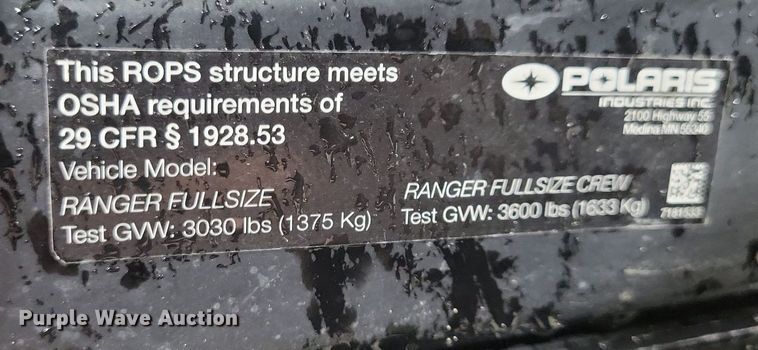 This ROPS structure meets
OSHA requirements of
29 CFR § 1928.53
Vehicle Model:
RANGER FULLSIZE
Test GVW: 3030 lbs (1375 Kg)
RANGER FULLSIZE CREW
Test GVW: 3600 lbs (1633 Kg)
POLARIS
INDUSTRIES INC.
2100 Highway 55
Medina MN 55340
Purple Wave Auction